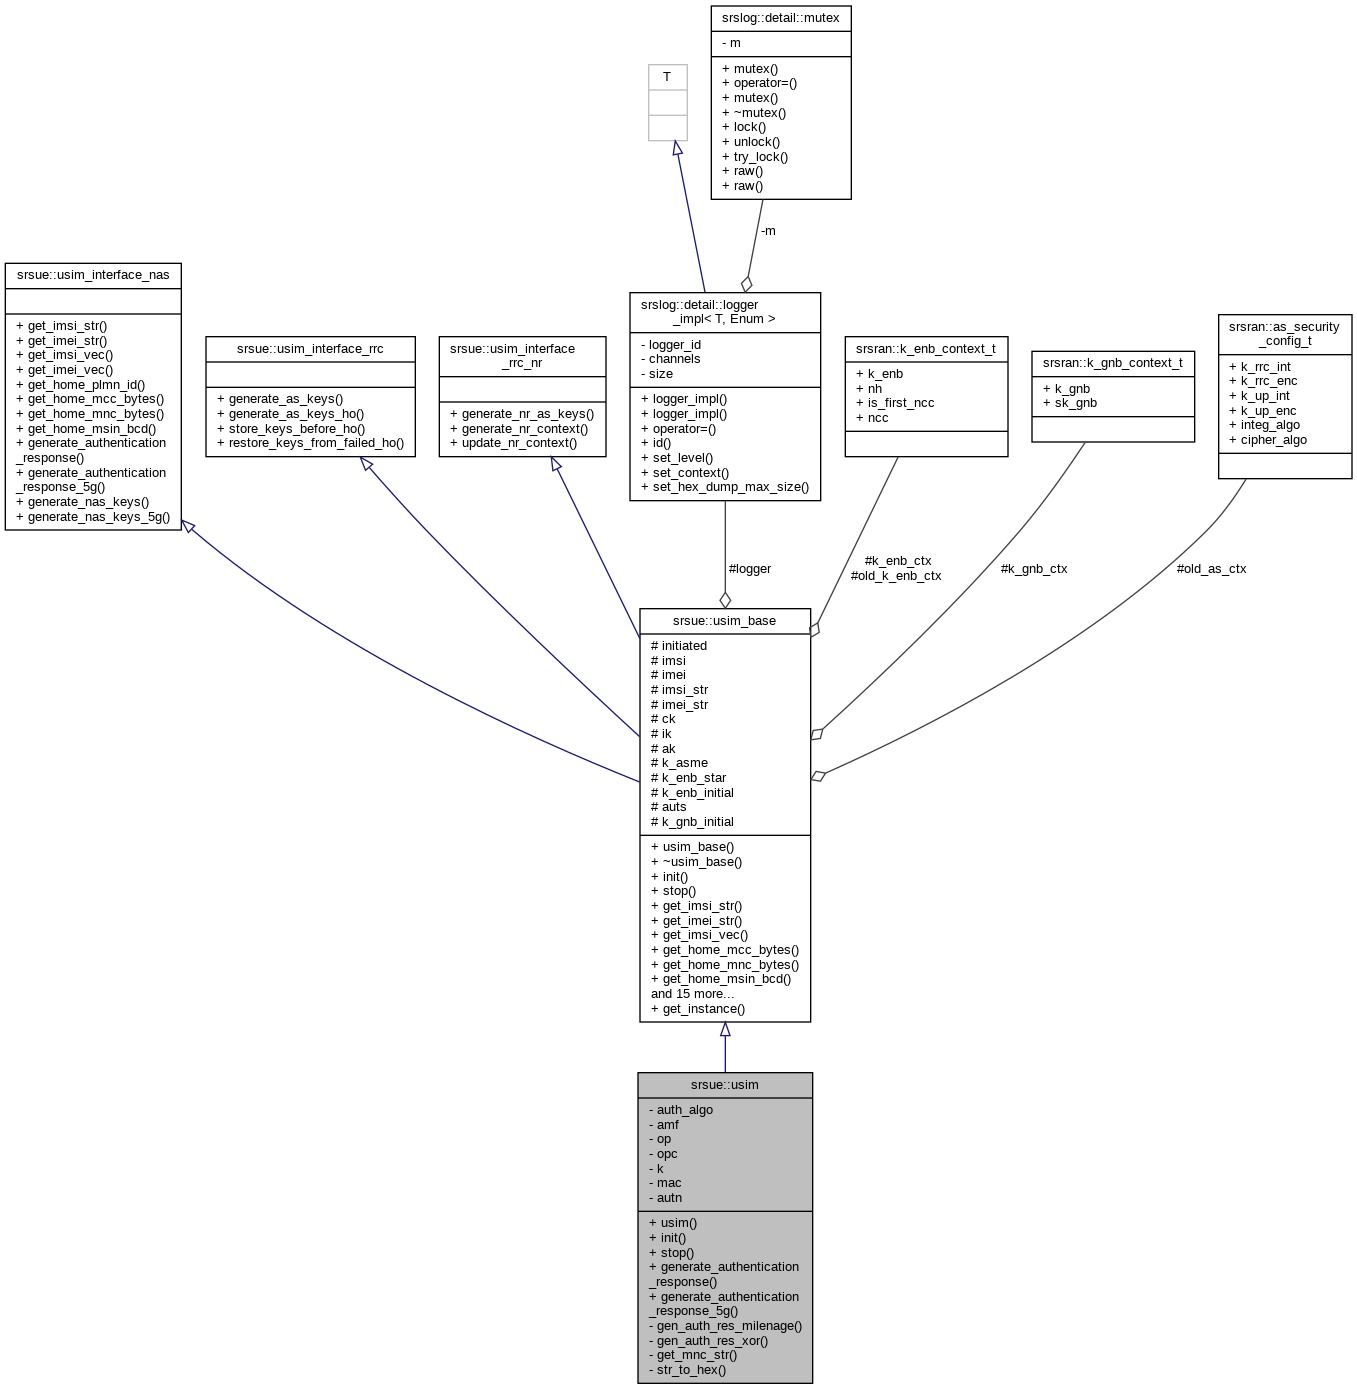 srslog::detail::mutex
- m
+ mutex()
+ operator=()
+ mutex()
+ ~mutex()
+ lock()
+ unlock()
+ try_lock()
+ raw()
+ raw()
T
-m
srsue::usim_interface_nas
+ get_imsi_str()
+ get_imei_str()
+ get_imsi_vec()
+ get_imei_vec()
+ get_home_plmn_id()
+ get_home_mcc_bytes()
+ get_home_mnc_bytes()
+ get_home_msin_bcd()
+ generate_authentication
_response()
+ generate_authentication
_response_5g()
+ generate_nas_keys()
+ generate_nas_keys_5g()
srsue::usim_interface_rrc
+ generate_as_keys()
+ generate_as_keys_ho()
+ store_keys_before_ho()
+ restore_keys_from_failed_ho()
srsue::usim_interface
_rrc_nr
+ generate_nr_as_keys()
+ generate_nr_context()
+ update_nr_context()
srslog::detail::logger
_impl< T, Enum >
- logger_id
- channels
- size
+ logger_impl()
+ logger_impl()
+ operator=()
+ id()
+ set_level()
+ set_context()
+ set_hex_dump_max_size()
srsran::k_enb_context_t
+ k_enb
+ nh
+ is_first_ncc
+ ncc
srsran::k_gnb_context_t
+ k_gnb
+ sk_gnb
srsran::as_security
_config_t
+ k_rrc_int
+ k_rrc_enc
+ k_up_int
+ k_up_enc
+ integ_algo
+ cipher_algo
#logger
#k_enb_ctx
#old_k_enb_ctx
#k_gnb_ctx
#old_as_ctx
srsue::usim_base
# initiated
# imsi
# imei
# imsi_str
# imei_str
# ck
# ik
# ak
# k_asme
# k_enb_star
# k_enb_initial
# auts
# k_gnb_initial
+ usim_base()
+ ~usim_base()
+ init()
+ stop()
+ get_imsi_str()
+ get_imei_str()
+ get_imsi_vec()
+ get_home_mcc_bytes()
+ get_home_mnc_bytes()
+ get_home_msin_bcd()
and 15 more...
+ get_instance()
srsue::usim
- auth_algo
- amf
- op
- opc
- k
- mac
- autn
+ usim()
+ init()
+ stop()
+ generate_authentication
_response()
+ generate_authentication
_response_5g()
- gen_auth_res_milenage()
- gen_auth_res_xor()
- get_mnc_str()
- str_to_hex()